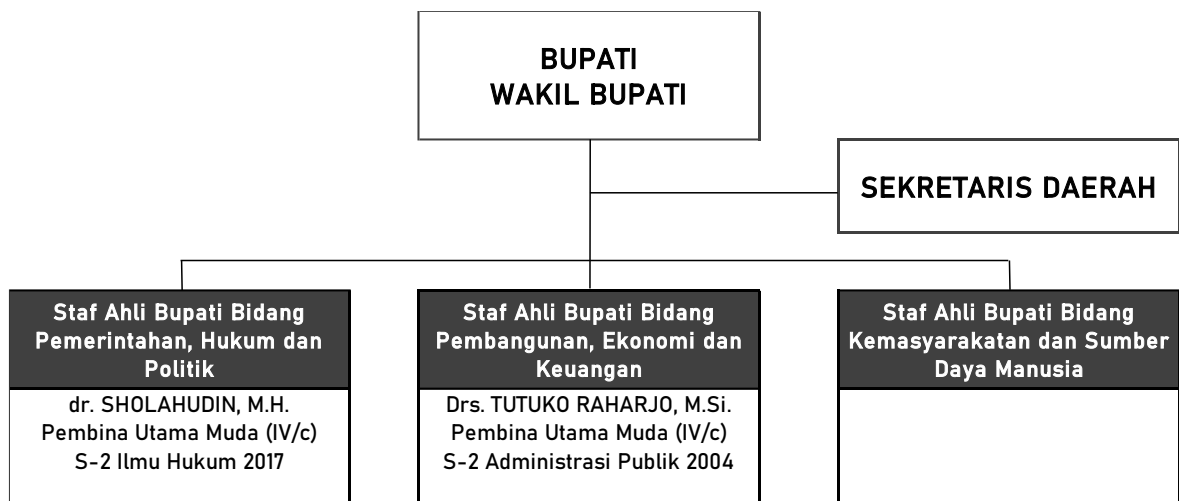 BUPATI
WAKIL BUPATI
SEKRETARIS DAERAH
Staf Ahli Bupati Bidang
Pemerintahan, Hukum dan
Politik
dr. SHOLAHUDIN, M.H.
Pembina Utama Muda (IV/c)
S-2 Ilmu Hukum 2017
Staf Ahli Bupati Bidang
Pembangunan, Ekonomi dan
Keuangan
Drs. TUTUKO RAHARJO, M.Si.
Pembina Utama Muda (IV/c)
S-2 Administrasi Publik 2004
Staf Ahli Bupati Bidang
Kemasyarakatan dan Sumber
Daya Manusia